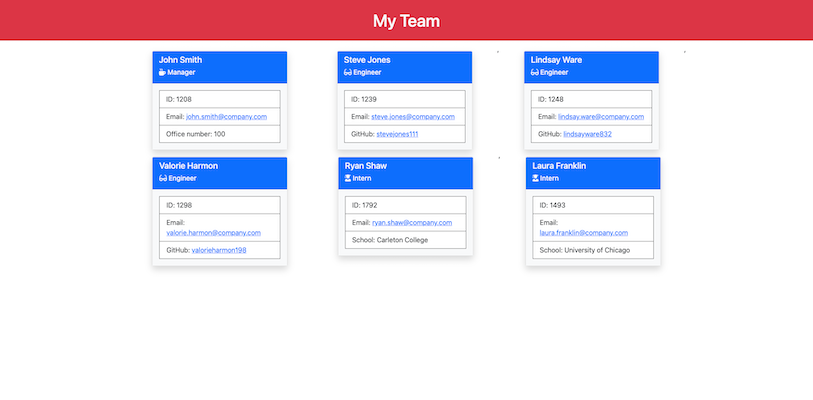 My Team
John Smith
Manager
ID: 1208
Email: john.smith@company.com
Office number: 100
Steve Jones
Engineer
ID: 1239
Email: steve.jones@company.com
GitHub: stevejones111
,
Lindsay Ware
Engineer
ID: 1248
Email: lindsay.ware@company.com
GitHub: lindsayware832
,
Valorie Harmon
Engineer
ID: 1298
Email:
valorie.harmon@company.com
GitHub: valorieharmon198
Ryan Shaw
Intern
ID: 1792
Email: ryan.shaw@company.com
School: Carleton College
,
Laura Franklin
Intern
ID: 1493
Email:
laura.franklin@company.com
School: University of Chicago